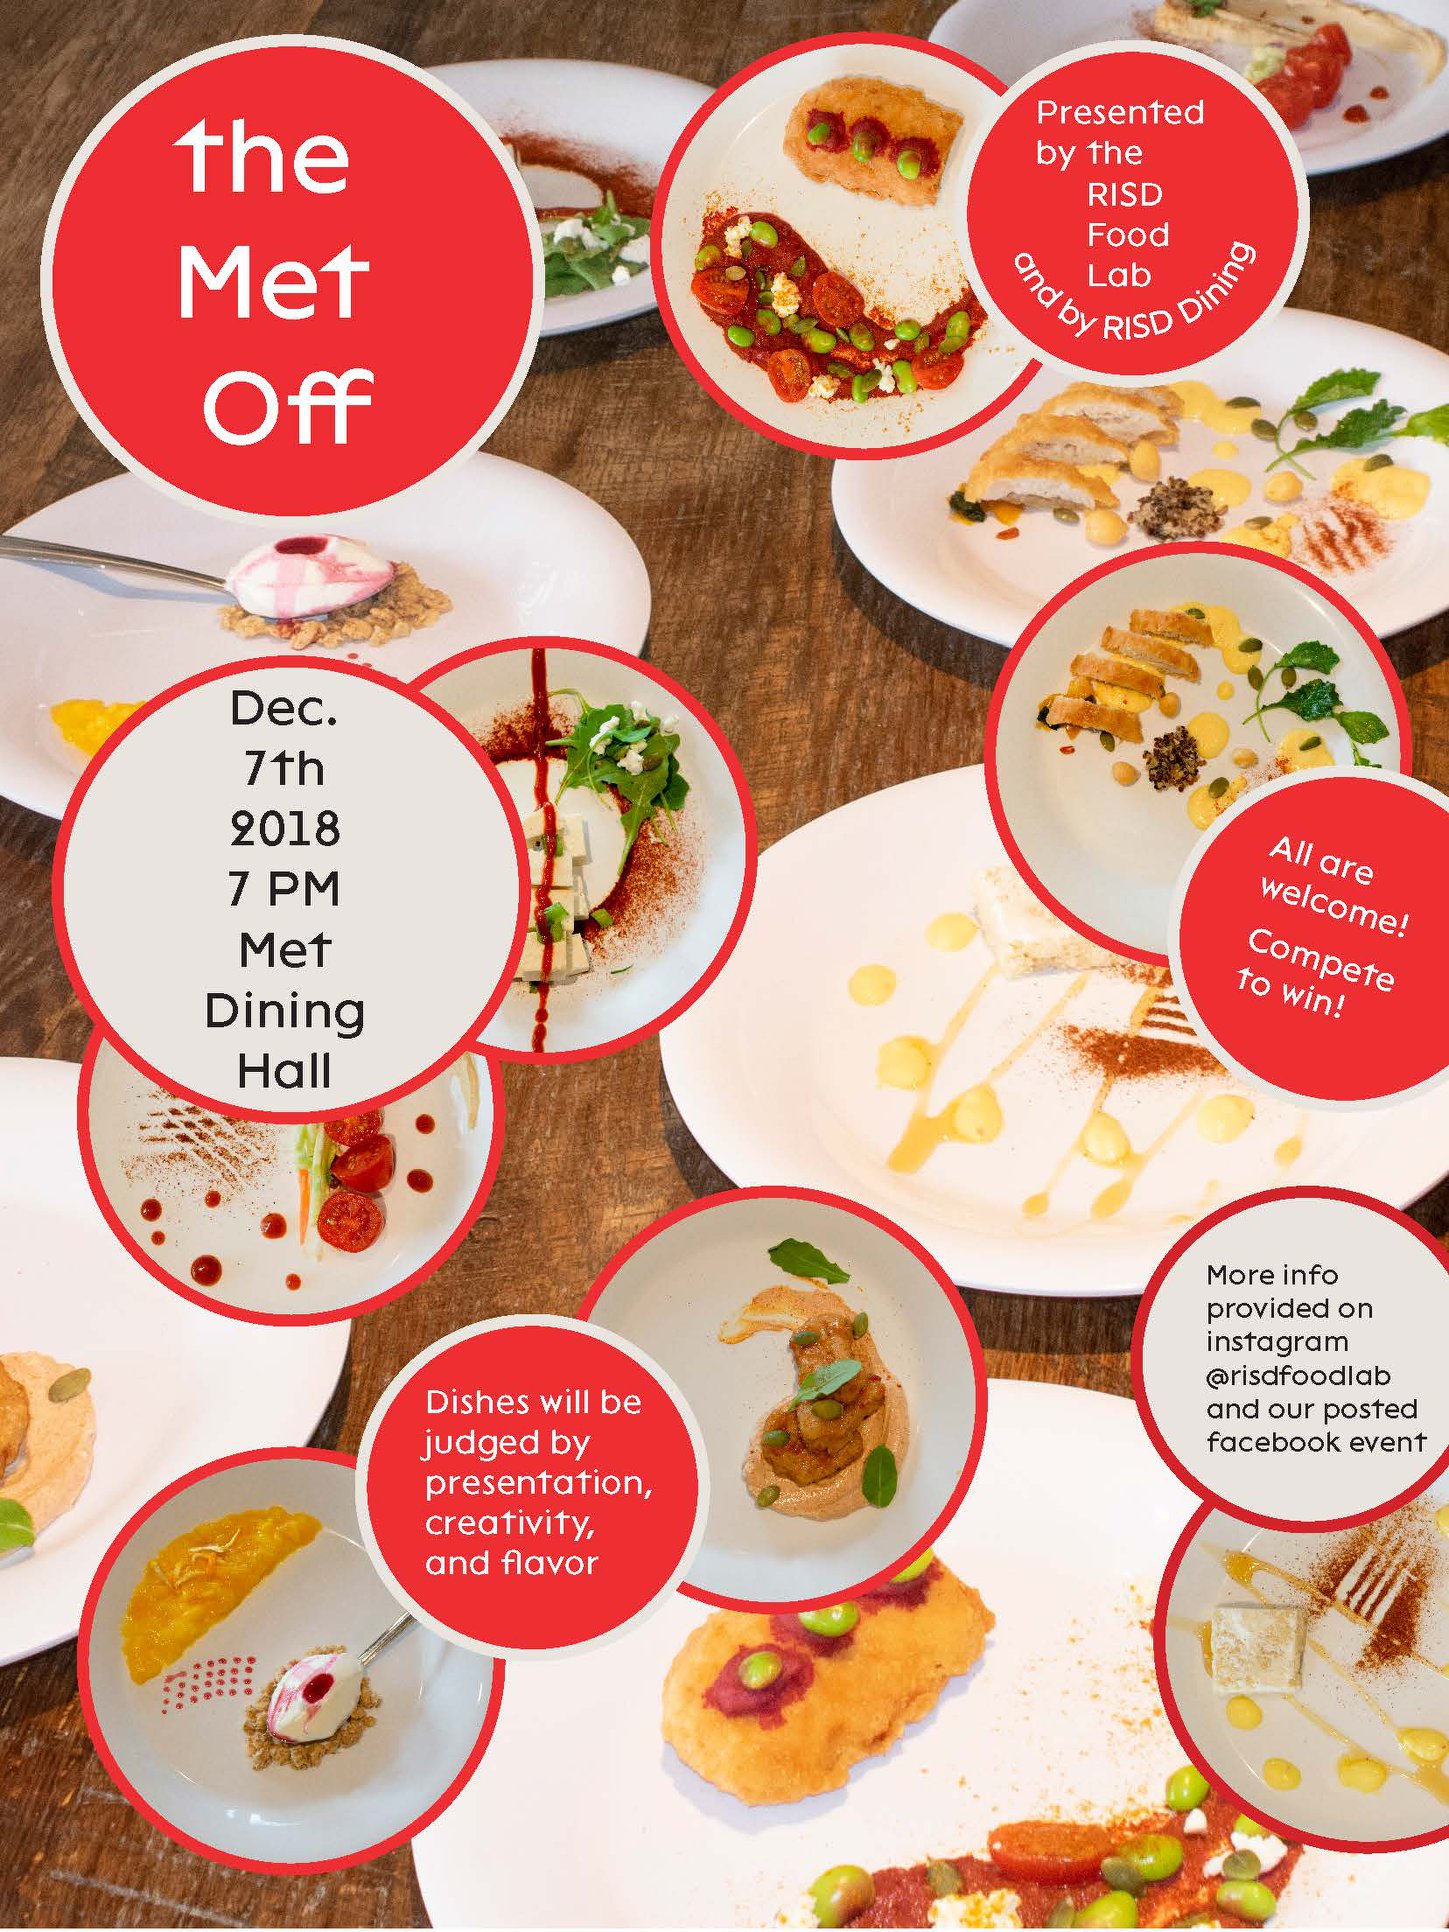 the
Met
Off
Presented
by the
RISD
Food
Lab
and by RISD Dining
Dec.
7th
2018
7 PM
Met
Dining
Hall
All are
welcome!
Compete
to win!
More info
provided on
instagram
@risdfoodlab
and our posted
facebook event
Dishes will be
judged by
presentation,
creativity,
and flavor